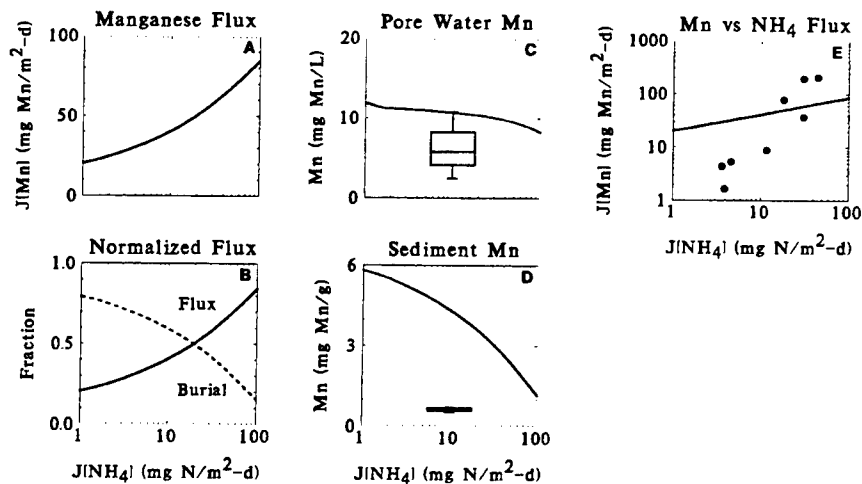 Manganese Flux
A
J[Mn] (mg Mn/m²-d)
100
50
0
Normalized Flux
B
Fraction
1.0
0.5
0.0
Flux
Burial
1
10
100
J[NH₄] (mg N/m²-d)
Pore Water Mn
C
Mn (mg Mn/L)
20
10
0
Sediment Mn
D
Mn (mg Mn/g)
6
3
0
1
10
100
J[NH₄] (mg N/m²-d)
Mn vs NH₄ Flux
E
J[Mn] (mg Mn/m²-d)
1000
100
10
1
1
10
100
J[NH₄] (mg N/m²-d)